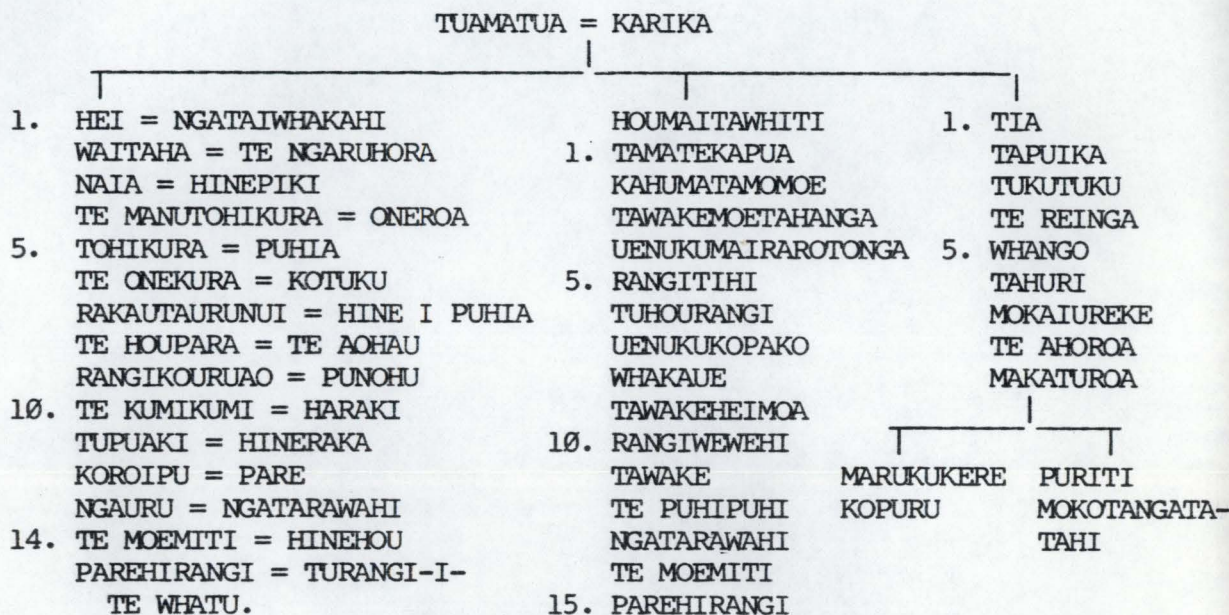 TUAMATUA = KARIKA
1. HEI = NGATAIWHAKAHI
WAITAHA = TE NGARUHORA
NAIA = HINEPIKI
TE MANUTOHIKURA = ONEROA
5. TOHIKURA = PUHIA
TE ONEKURA = KOTUKU
RAKAUTAURUNUI = HINE I PUHIA
TE HOUPARA = TE AOHAU
RANGIKOURUAO = PUNOHU
10. TE KUMIKUMI = HARAKI
TUPUAKI = HINERAKA
KOROIPU = PARE
NGAURU = NGATARAWAHI
14. TE MOEMITI = HINEHOU
PAREHIRANGI = TURANGI-I-
TE WHATU.
HOUMAITAWHITI
1. TAMATEKAPUA
KAHUMATAMOMOE
TAWAKEMOETAHANGA
UENUKUMAIRAROTONGA
5. RANGITIHI
TUHOURANGI
UENUKUKOPAKO
WHAKAUE
TAWAKEHEIMOA
10. RANGIWEWEHI
TAWAKE
TE PUHIPUHI
NGATARAWAHI
TE MOEMITI
15. PAREHIRANGI
1. TIA
TAPUIKA
TUKUTUKU
TE REINGA
5. WHANGO
TAHURI
MOKAIUREKE
TE AHOROA
MAKATUROA
MARUKUKERE
KOPURU
PURITI
MOKOTANGATA-
TAHI